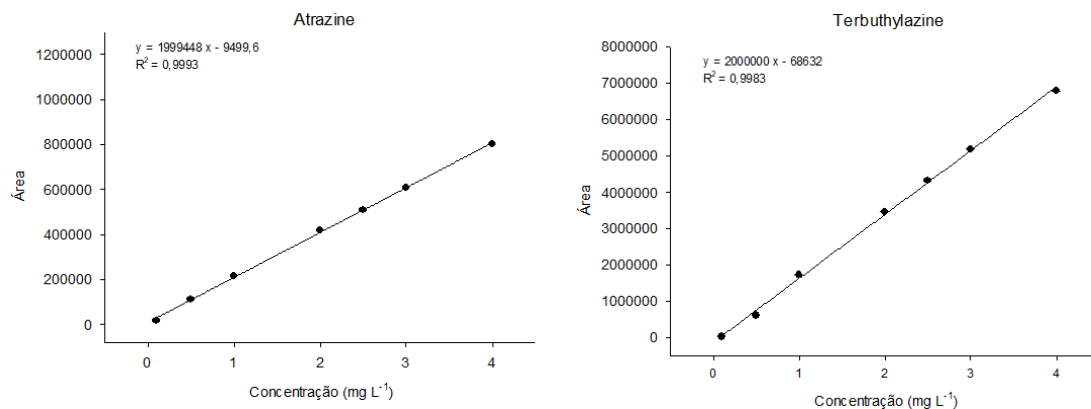 Atrazine
y = 1999448 x - 9499,6
R² = 0,9993
1200000
1000000
800000
600000
400000
200000
0
Área
0 1 2 3 4
Concentração (mg L⁻¹)
Terbuthylazine
y = 2000000 x - 68632
R² = 0,9983
8000000
7000000
6000000
5000000
4000000
3000000
2000000
1000000
0
Área
0 1 2 3 4
Concentração (mg L⁻¹)